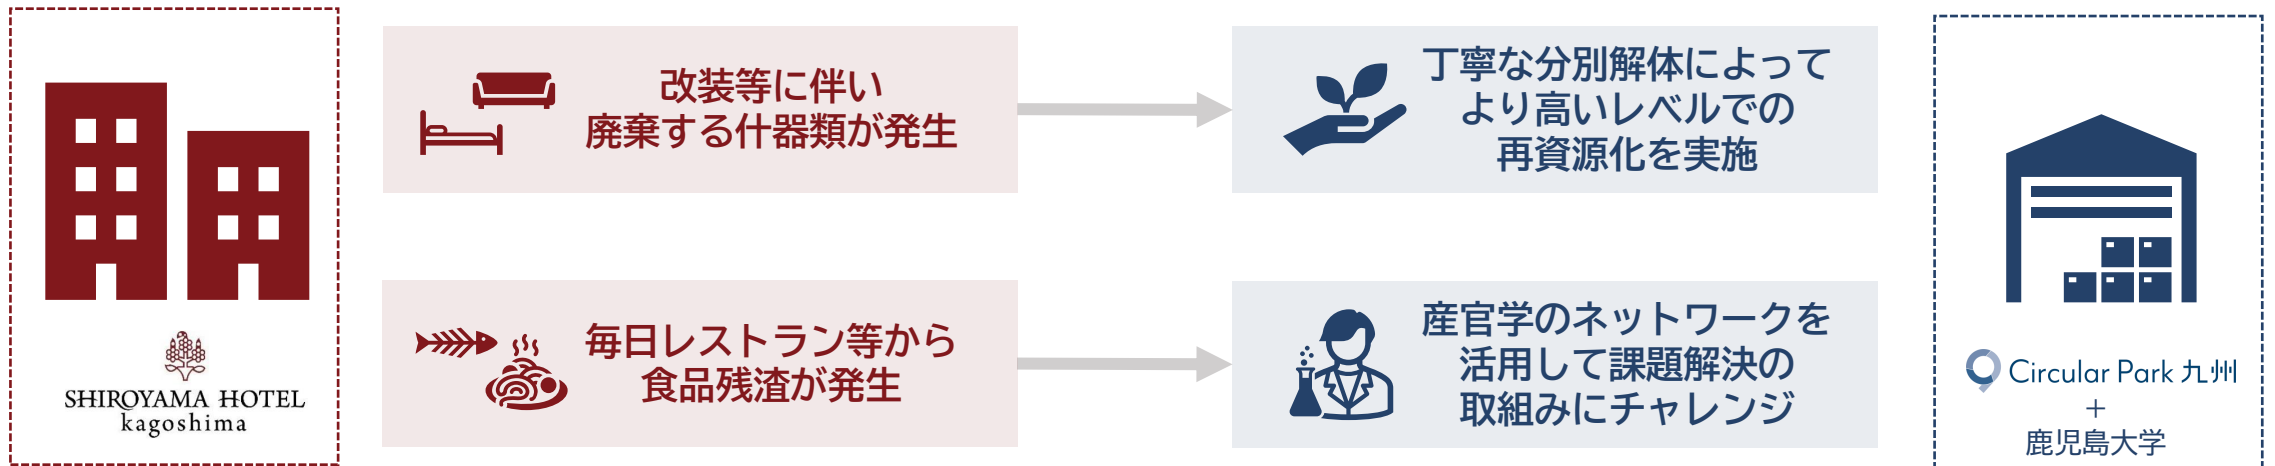 SHIROYAMA HOTEL
kagoshima
改装等に伴い
廃棄する什器類が発生
丁寧な分別解体によって
より高いレベルでの
再資源化を実施
毎日レストラン等から
食品残渣が発生
産官学のネットワークを
活用して課題解決の
取組みにチャレンジ
Circular Park 九州
+
鹿児島大学